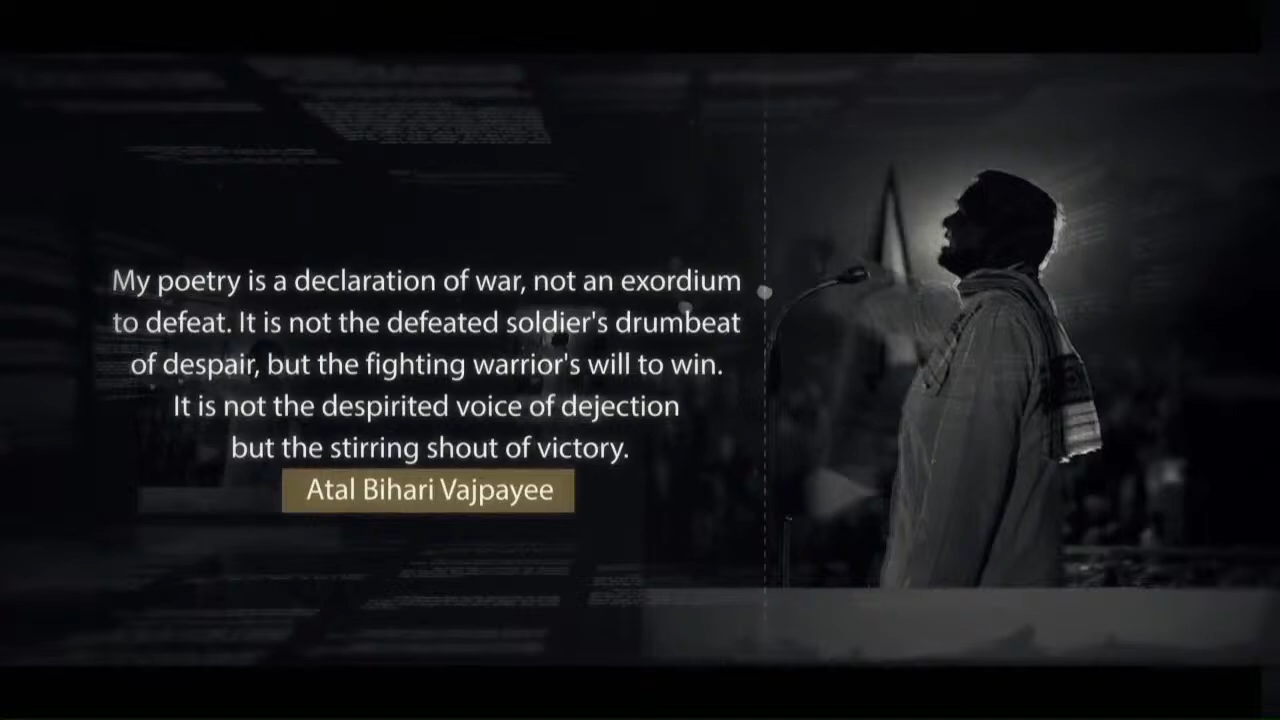 My poetry is a declaration of war, not an exordium
to defeat. It is not the defeated soldier's drumbeat
of despair, but the fighting warrior's will to win.
It is not the despirited voice of dejection
but the stirring shout of victory.
Atal Bihari Vajpayee